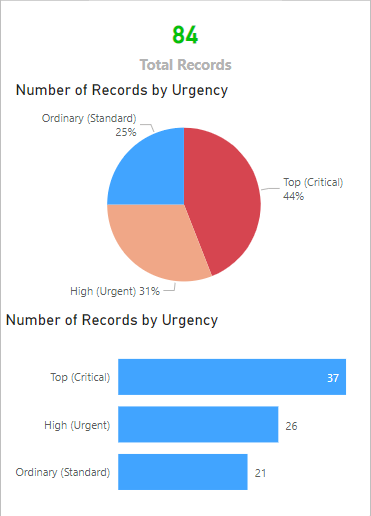 84
Total Records
Number of Records by Urgency
Ordinary (Standard)
25%
Top (Critical)
44%
High (Urgent) 31%
Number of Records by Urgency
Top (Critical) 37
High (Urgent) 26
Ordinary (Standard) 21